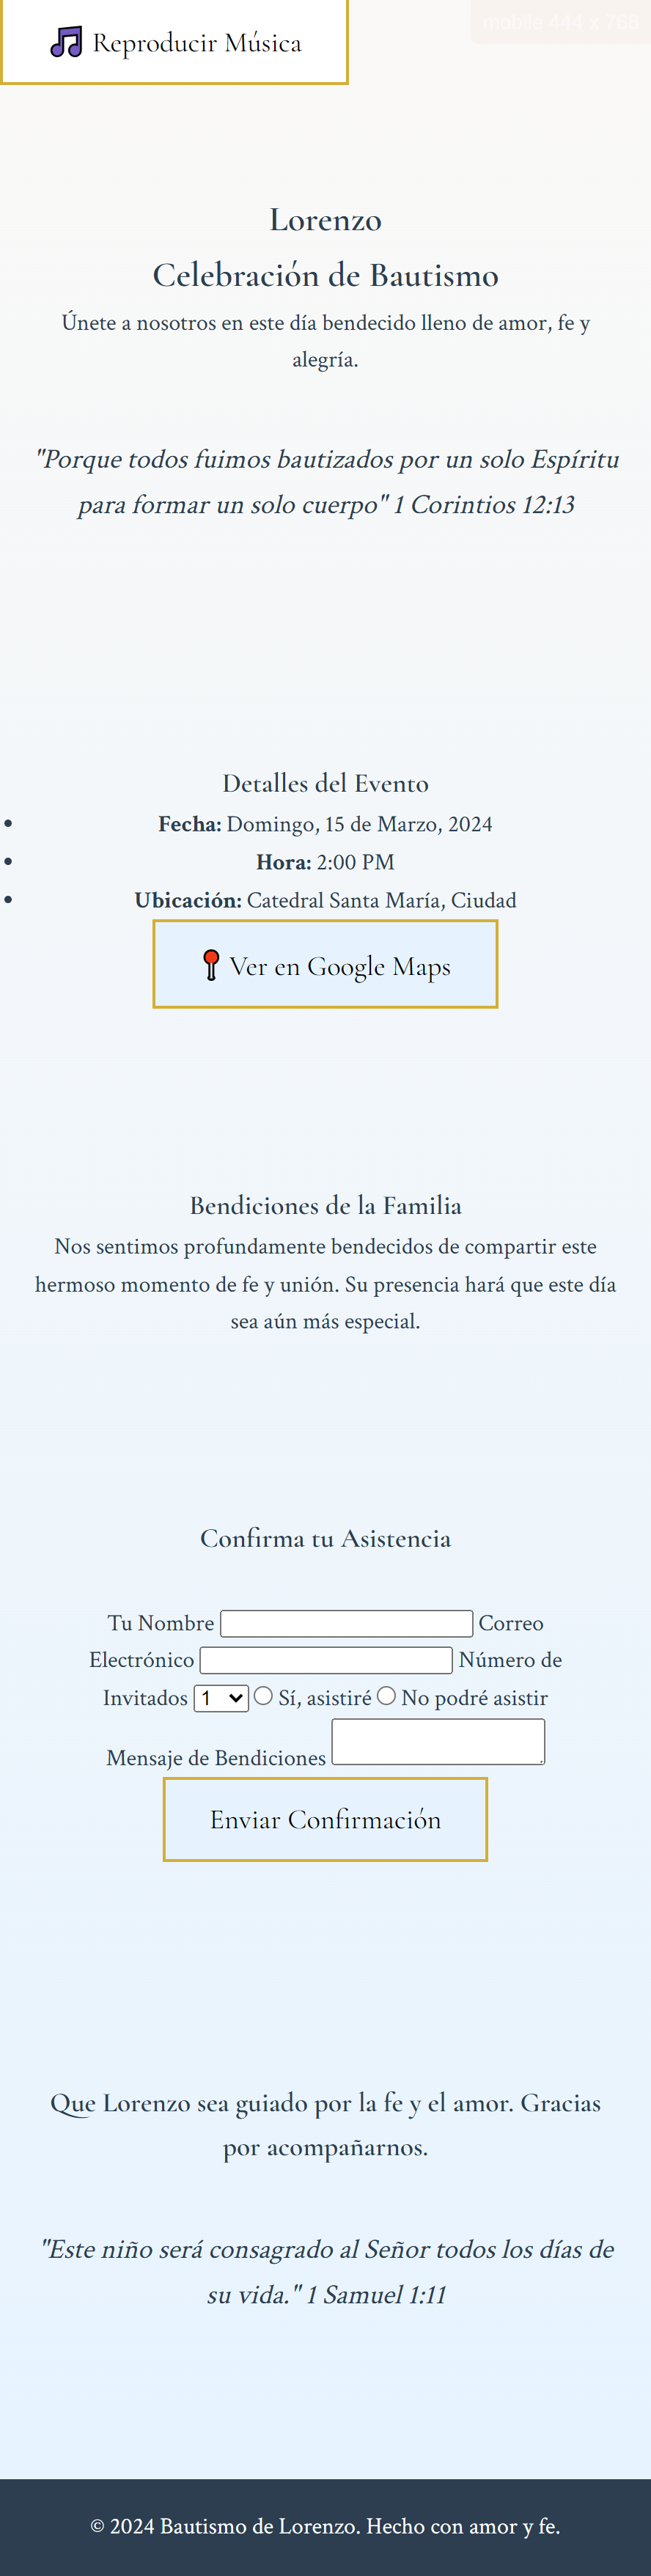 Reproducir Música
mobile 444 x 768
Lorenzo
Celebración de Bautismo
Únete a nosotros en este día bendecido lleno de amor, fe y
alegría.
"Porque todos fuimos bautizados por un solo Espíritu
para formar un solo cuerpo" 1 Corintios 12:13
Detalles del Evento
Fecha: Domingo, 15 de Marzo, 2024
Hora: 2:00 PM
Ubicación: Catedral Santa María, Ciudad
Ver en Google Maps
Bendiciones de la Familia
Nos sentimos profundamente bendecidos de compartir este
hermoso momento de fe y unión. Su presencia hará que este día
sea aún más especial.
Confirma tu Asistencia
Tu Nombre Correo
Electrónico Número de
Invitados 1 Sí, asistiré No podré asistir
Mensaje de Bendiciones
Enviar Confirmación
Que Lorenzo sea guiado por la fe y el amor. Gracias
por acompañarnos.
"Este niño será consagrado al Señor todos los días de
su vida." 1 Samuel 1:11
© 2024 Bautismo de Lorenzo. Hecho con amor y fe.